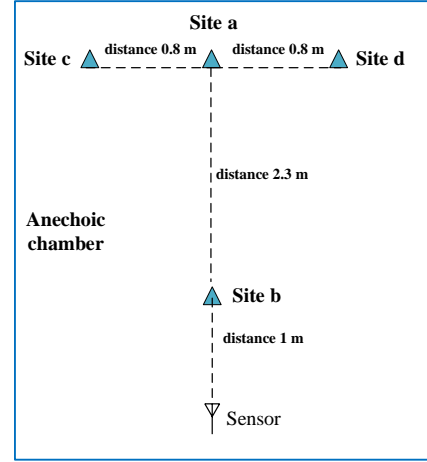 Site a
Site c distance 0.8 m distance 0.8 m Site d
distance 2.3 m
Anechoic
chamber
Site b
distance 1 m
Sensor